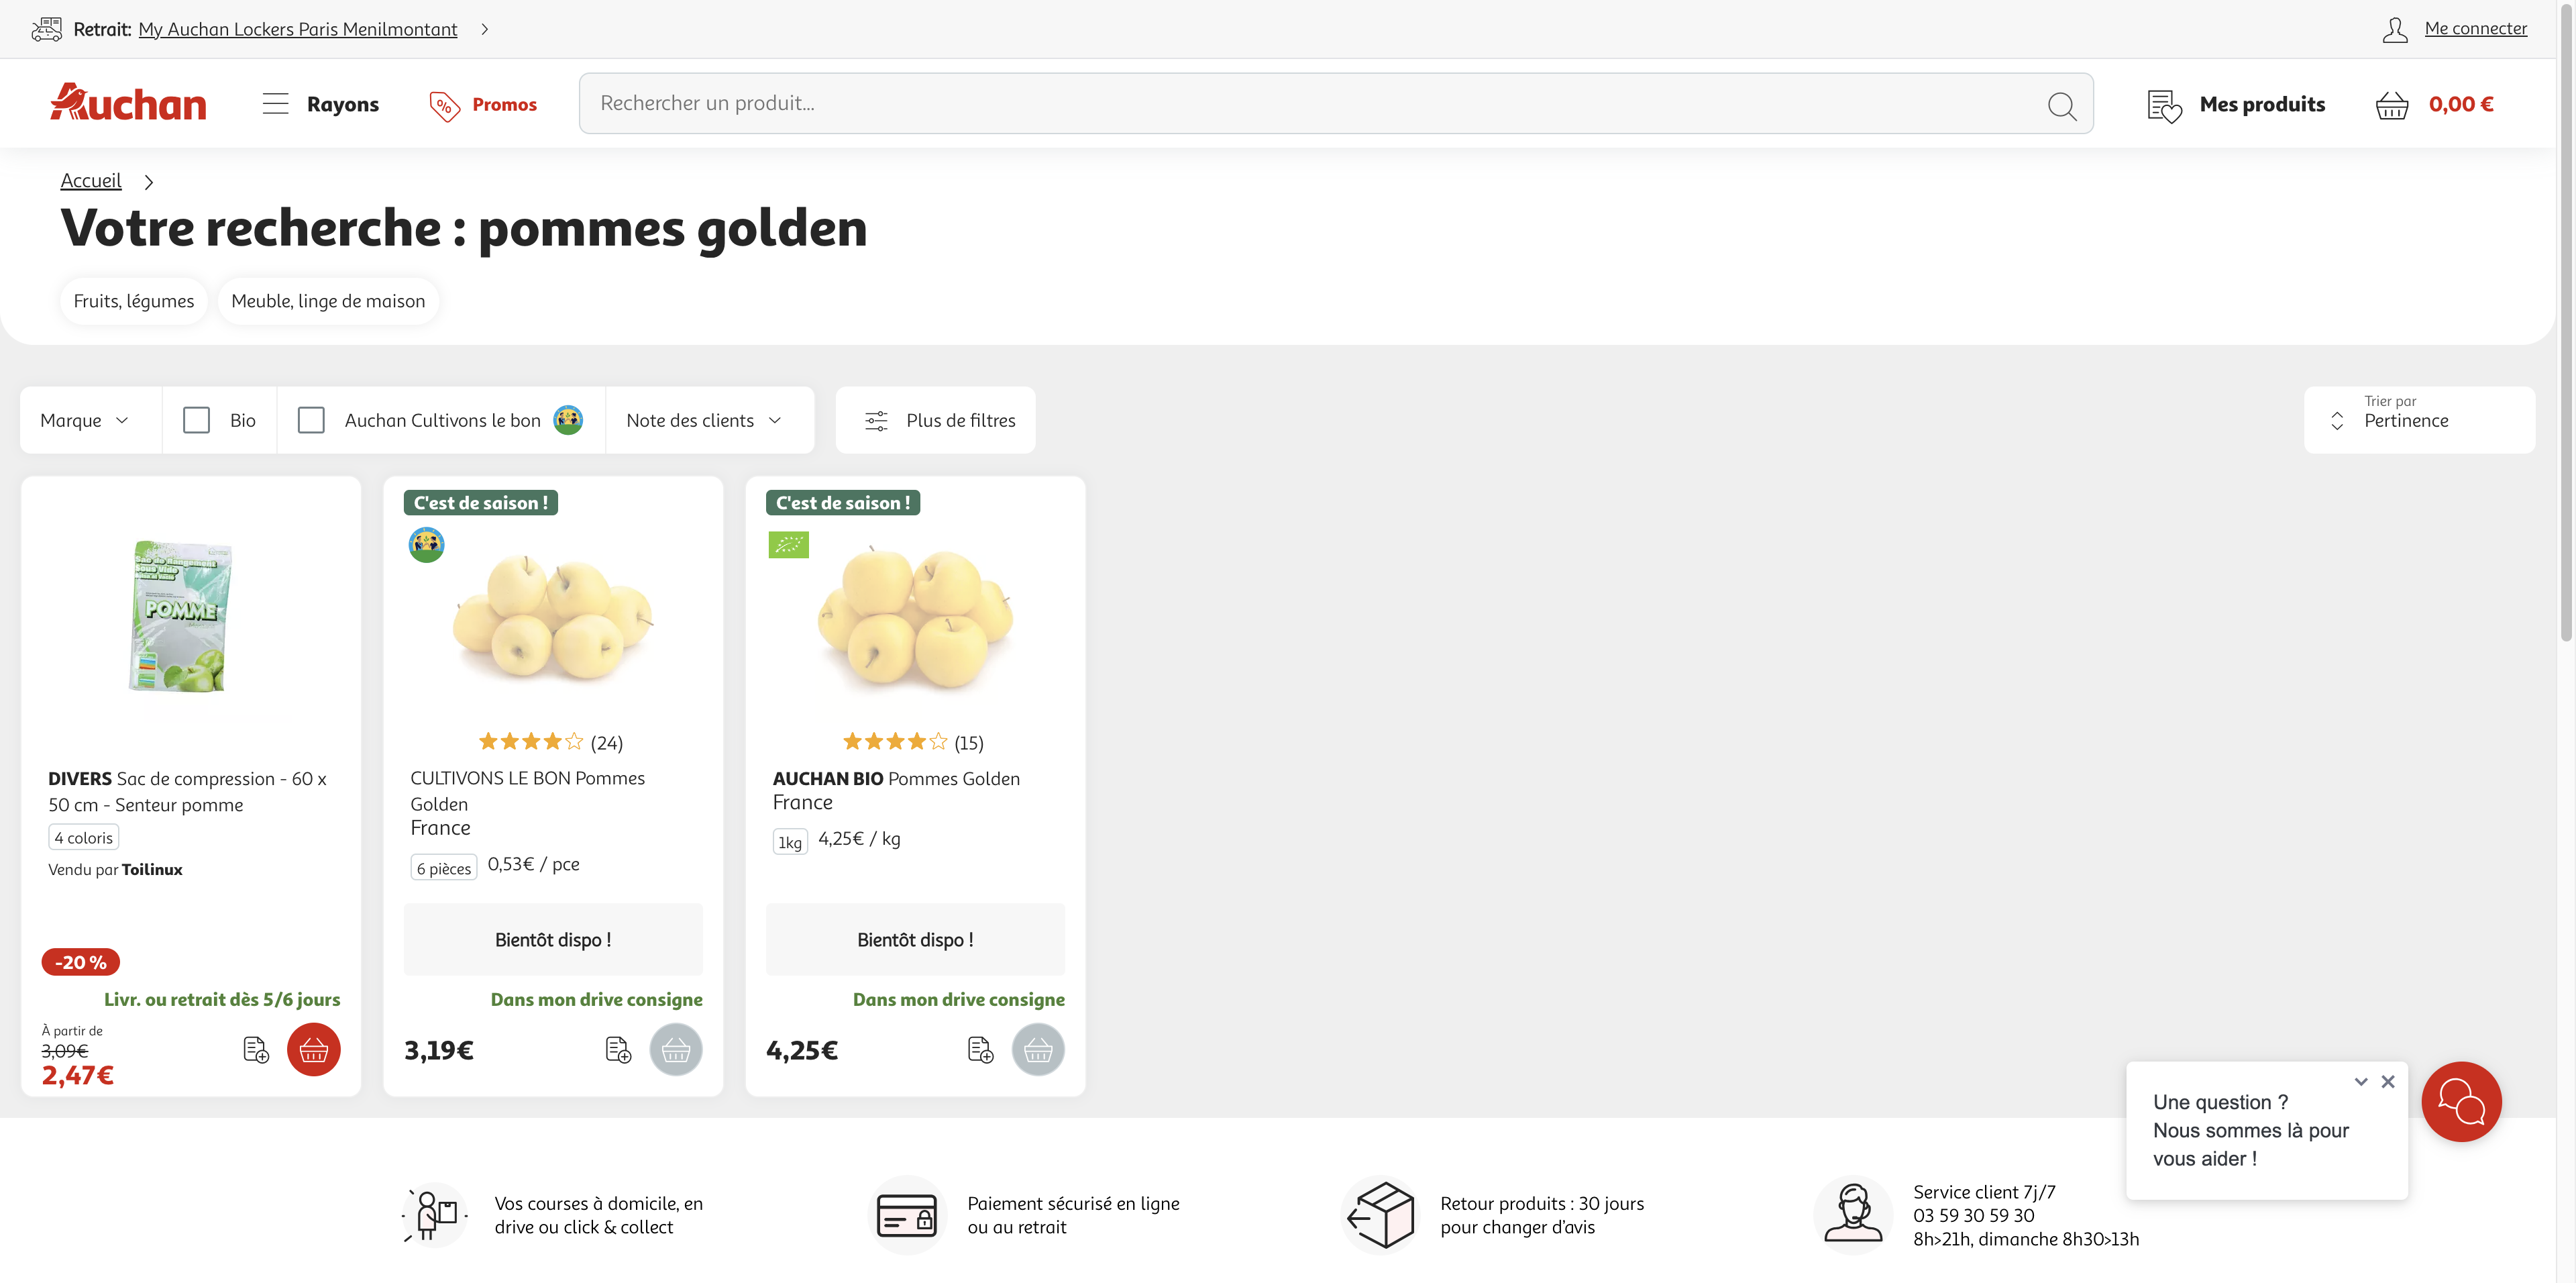 Retrait: My Auchan Lockers Paris Menilmontant
Me connecter
Auchan
Rayons
Promos
Rechercher un produit...
Mes produits
0,00 €
Accueil
Votre recherche : pommes golden
Fruits, légumes
Meuble, linge de maison
Marque
Bio
Auchan Cultivons le bon
Note des clients
Plus de filtres
Trier par
Pertinence
POMME
DIVERS Sac de compression - 60 x
50 cm - Senteur pomme
4 coloris
Vendu par Toilinux
-20 %
Livr. ou retrait dès 5/6 jours
À partir de
3,09€
2,47€
C'est de saison !
(24)
CULTIVONS LE BON Pommes
Golden
France
6 pièces 0,53€ / pce
Bientôt dispo !
Dans mon drive consigne
3,19€
C'est de saison !
(15)
AUCHAN BIO Pommes Golden
France
1kg 4,25€ / kg
Bientôt dispo !
Dans mon drive consigne
4,25€
Une question ?
Nous sommes là pour
vous aider !
Vos courses à domicile, en
drive ou click & collect
Paiement sécurisé en ligne
ou au retrait
Retour produits : 30 jours
pour changer d'avis
Service client 7j/7
03 59 30 59 30
8h>21h, dimanche 8h30>13h